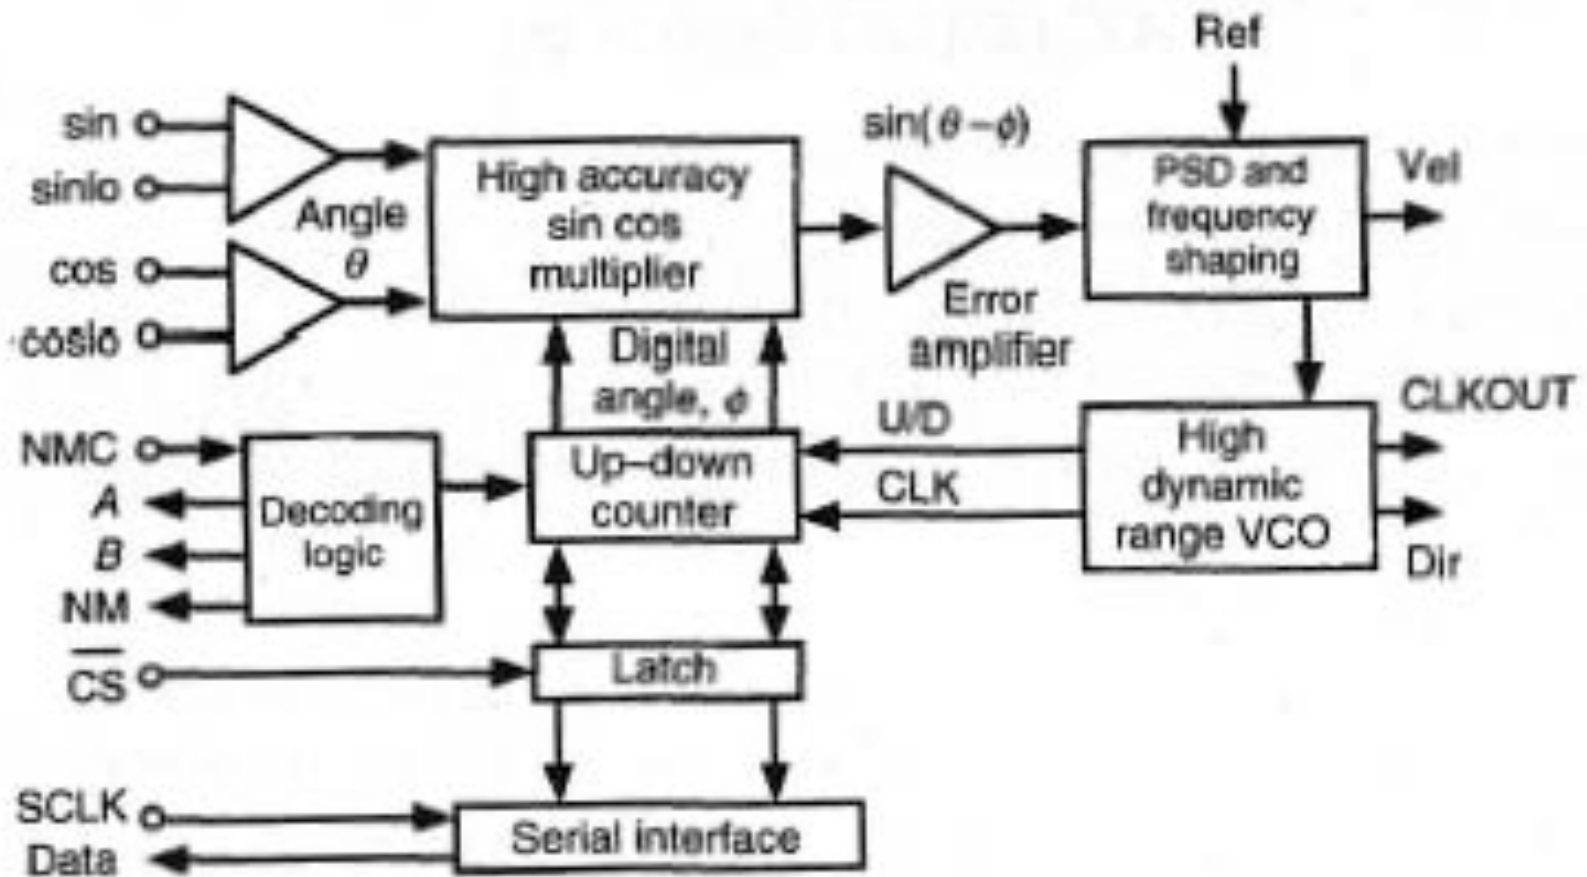 Ref
sin
sinlo
Angle
θ
cos
coslo
High accuracy
sin cos
multiplier
sin(θ-ϕ)
Error
amplifier
PSD and
frequency
shaping
Vel
Digital
angle, ϕ
NMC
A
B
NM
Decoding
logic
Up-down
counter
U/D
CLK
High
dynamic
range VCO
CLKOUT
Dir
C̅S̅
Latch
SCLK
Data
Serial interface